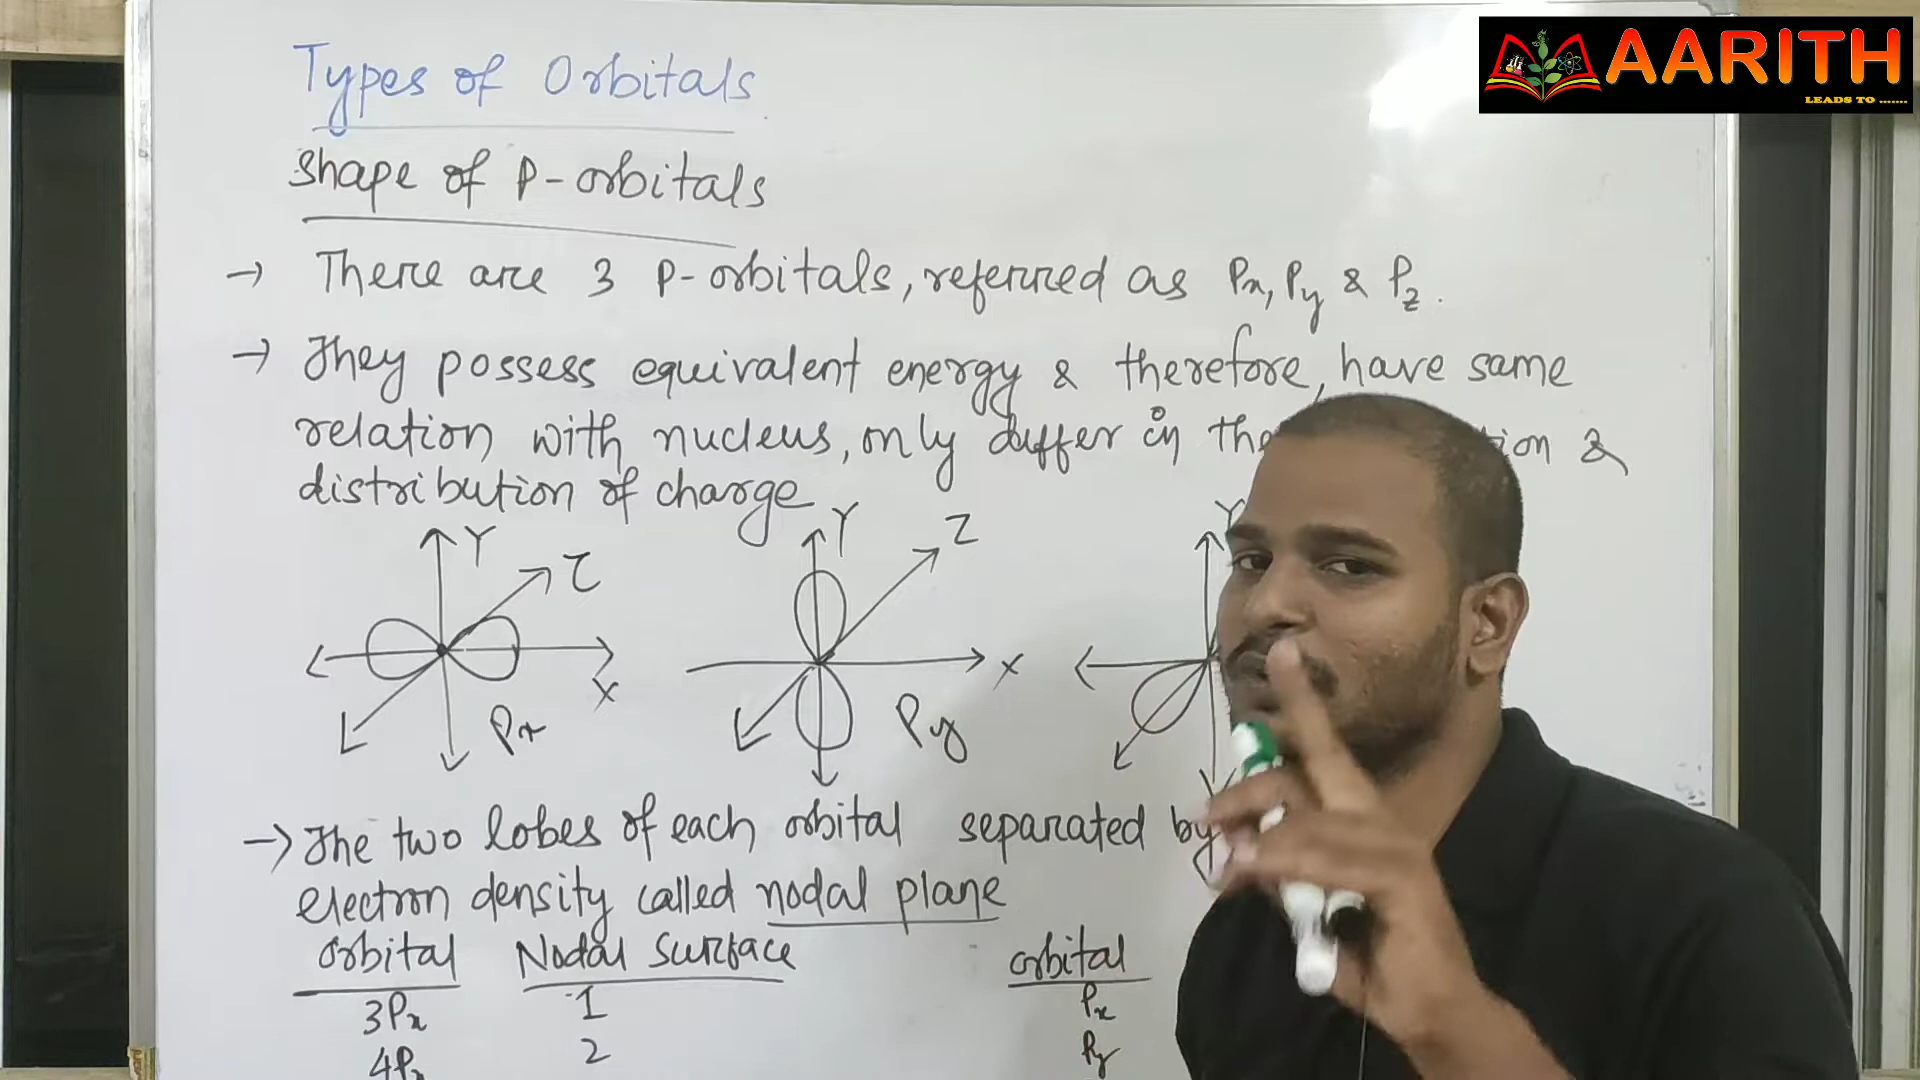 AARITH
LEADS TO .......
Types of Orbitals
Shape of P-orbitals
→ There are 3 P-orbitals, referred as Px, Py & Pz.
→ They possess equivalent energy & therefore, have same
relation with nucleus, only differ in &
distribution of charge
Y Z X Px
Y Z X Py
Y
→ The two lobes of each orbital separated by
electron density called nodal plane
orbital Nodal Surface orbital
3Px 1 Px
4Px 2 Py